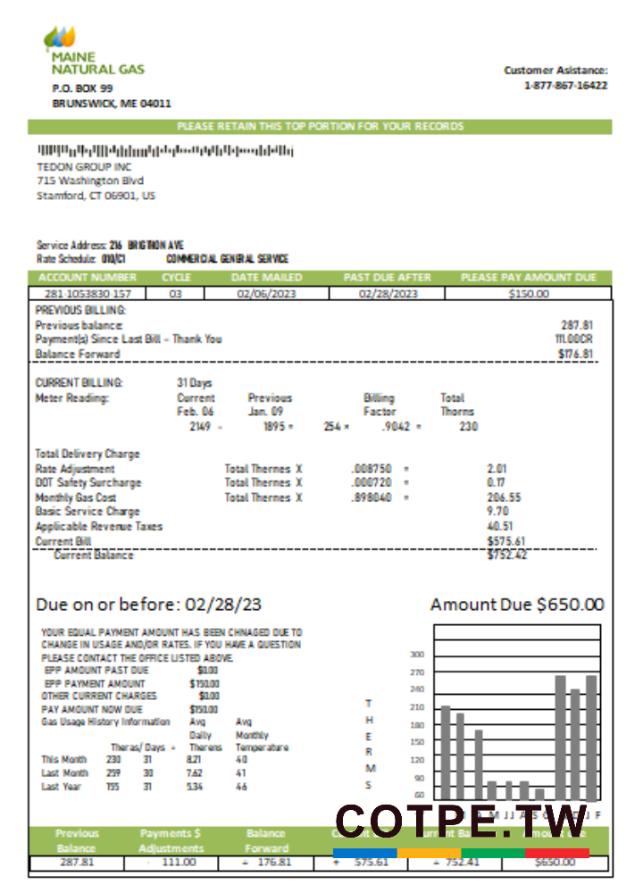 MAINE
NATURAL GAS
P.O. BOX 99
BRUNSWICK, ME 04011
Customer Asistance:
1-877-867-16422
PLEASE RETAIN THIS TOP PORTION FOR YOUR RECORDS
TEDON GROUP INC
715 Washington Blvd
Stamford, CT 06901, US
Service Address: 216 BRIGTION AVE
Rate Schedule: 010/C1 COMMERCIAL GENERAL SERVICE
ACCOUNT NUMBER CYCLE DATE MAILED PAST DUE AFTER PLEASE PAY AMOUNT DUE
281 1053830 157 03 02/06/2023 02/28/2023 $150.00
PREVIOUS BILLING:
Previous balance: 287.81
Payment(s) Since Last Bill - Thank You 111.00CR
Balance Forward $176.81
CURRENT BILLING: 31 Days
Meter Reading: Current Previous Billing Total
Feb. 06 Jan. 09 Factor Thorns
2149 - 1895 = 254 × .9042 = 230
Total Delivery Charge
Rate Adjustment Total Thernes X .008750 = 2.01
DOT Safety Surcharge Total Thernes X .000720 = 0.17
Monthly Gas Cost Total Thernes X .898040 = 206.55
Basic Service Charge 9.70
Applicable Revenue Taxes 40.51
Current Bill $575.61
Current Balance $752.42
Due on or before: 02/28/23 Amount Due $650.00
YOUR EQUAL PAYMENT AMOUNT HAS BEEN CHNAGED DUE TO
CHANGE IN USAGE AND/OR RATES. IF YOU HAVE A QUESTION
PLEASE CONTACT THE OFFICE LISTED ABOVE.
EPP AMOUNT PAST DUE $0.00
EPP PAYMENT AMOUNT $150.00
OTHER CURRENT CHARGES $0.00
PAY AMOUNT NOW DUE $150.00
Gas Usage History Information Avg Avg
Daily Monthly
Theras/ Days ÷ Therens Temperature
This Month 230 31 8.21 40
Last Month 259 30 7.62 41
Last Year 155 31 5.34 46
THERMS
300
270
240
210
180
150
120
90
60
M J J A S O N D J F
COTPE.TW
Previous Payments $ Balance
Balance Adjustments Forward
287.81 - 111.00 = 176.81 + 575.61 = 752.41 $650.00